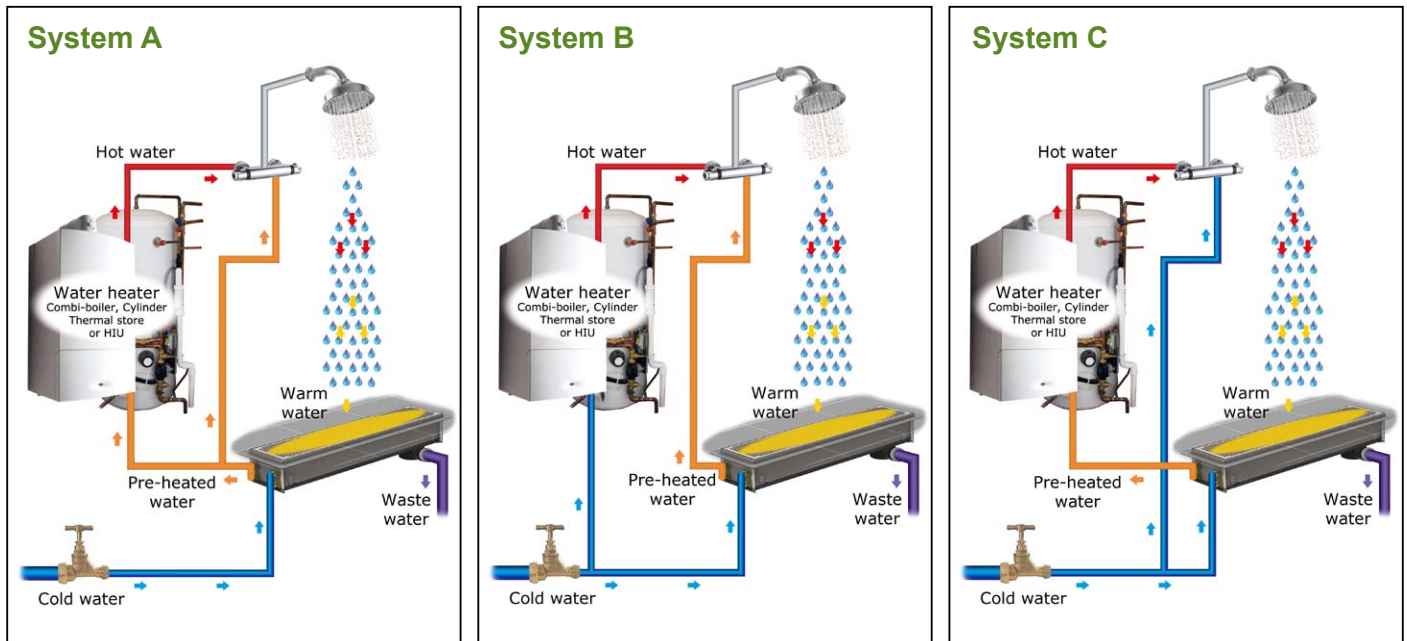 System A
Hot water
Water heater
Combi-boiler, Cylinder
Thermal store
or HIU
Warm
water
Pre-heated
water
Waste
water
Cold water
System B
Hot water
Water heater
Combi-boiler, Cylinder
Thermal store
or HIU
Warm
water
Pre-heated
water
Waste
water
Cold water
System C
Hot water
Water heater
Combi-boiler, Cylinder
Thermal store
or HIU
Warm
water
Pre-heated
water
Waste
water
Cold water